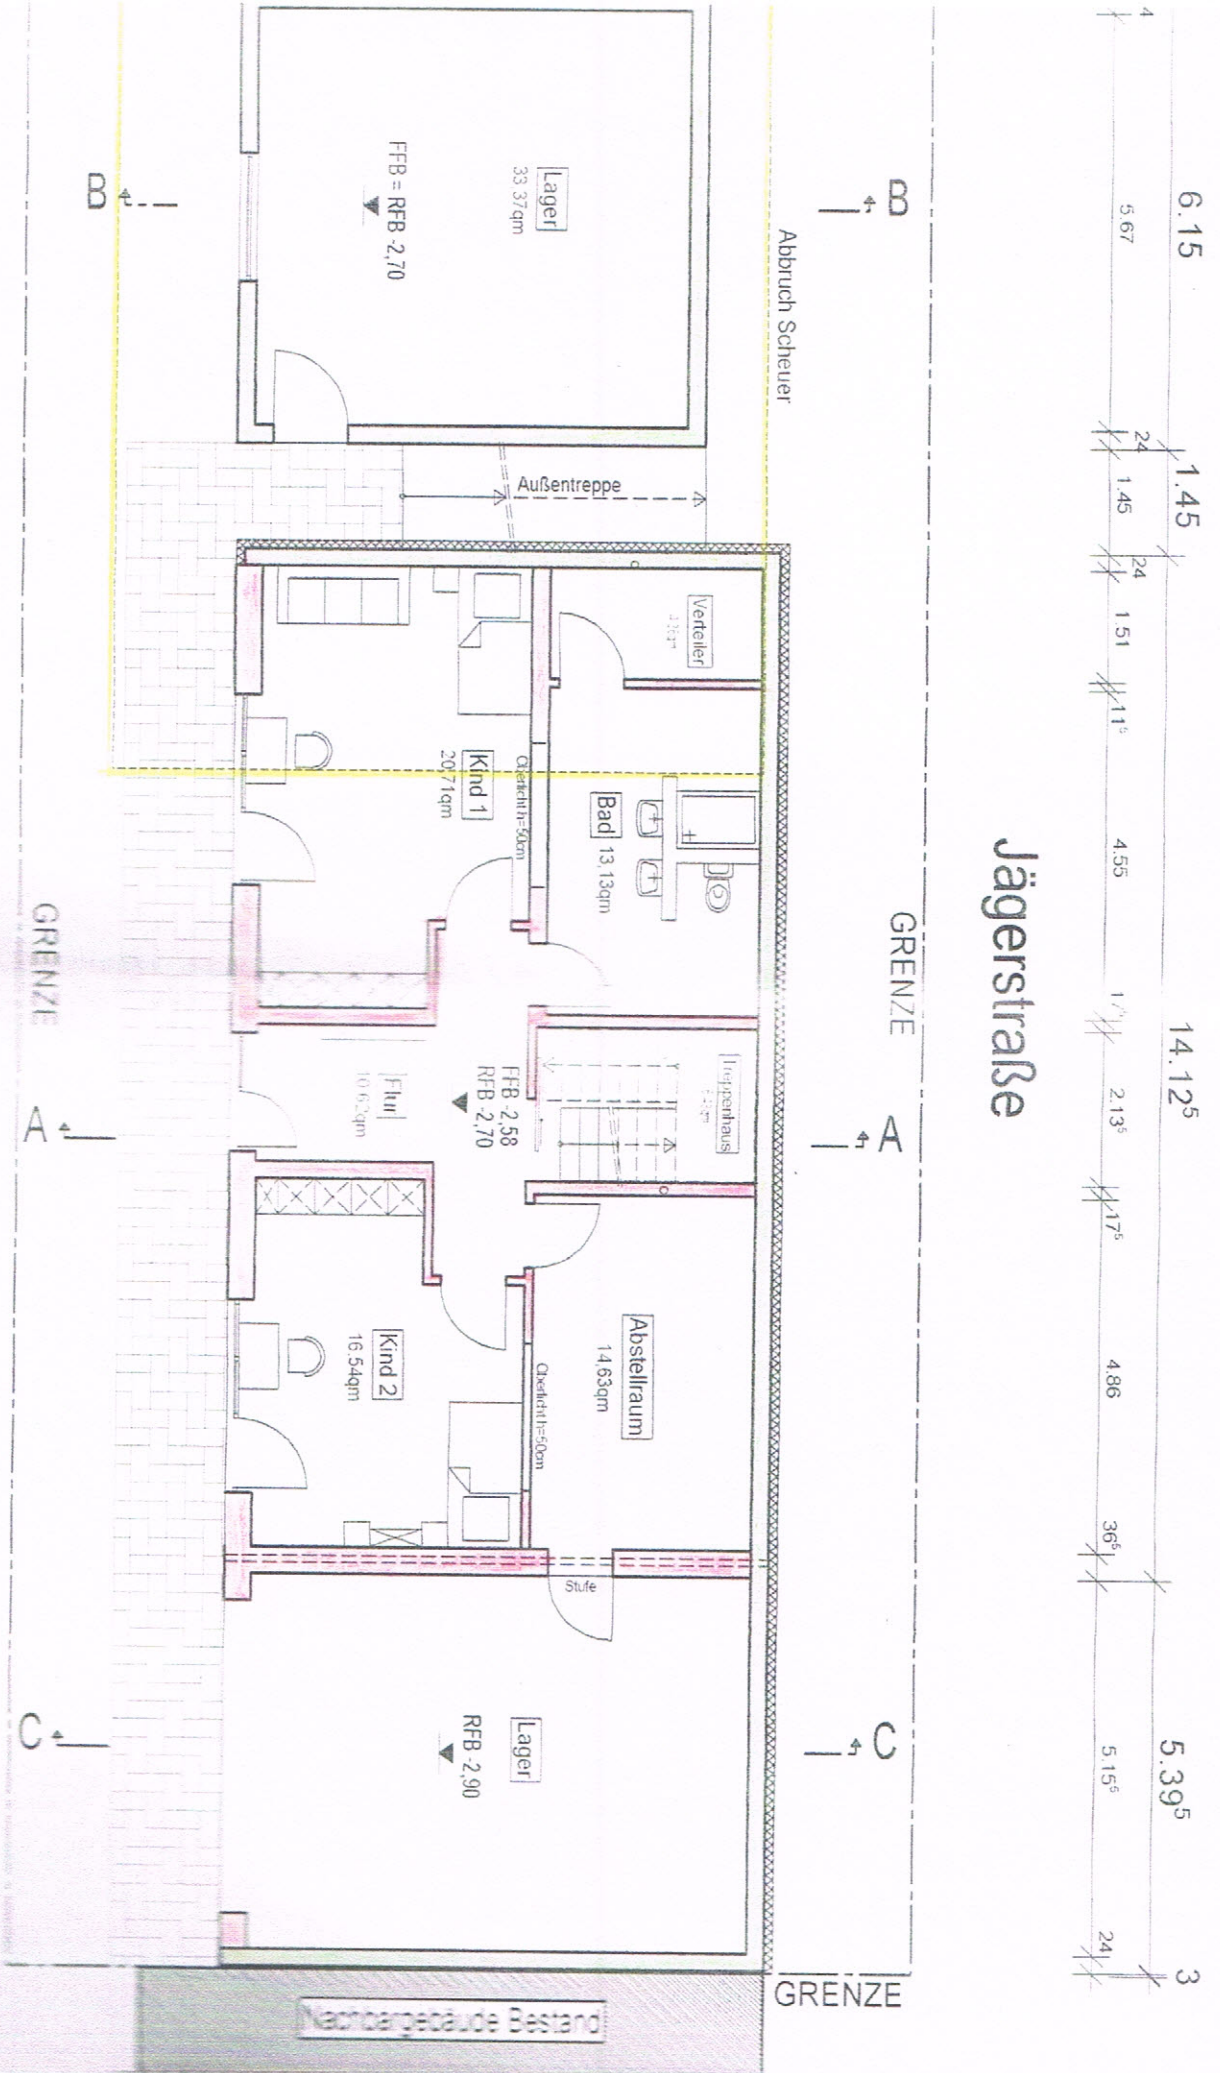 4
6.15
1.45
14.12⁵
5.39⁵
3
5.67
24
1.45
24
1.51
11⁵
4.55
2.13⁵
17⁵
4.86
36⁵
5.15⁵
24
Jägerstraße
B
GRENZE
A
C
GRENZE
Abbruch Scheuer
Lager
33.37qm
FFB = RFB -2,70
Außentreppe
Verteiler
Bad
13,13qm
Treppenhaus
Abstellraum
14,63qm
Oberlicht h=50cm
Oberlicht h=50cm
Kind 1
20,71qm
FFB -2,58
RFB -2,70
Flur
10.62qm
Kind 2
16.54qm
Stufe
Lager
RFB -2,90
Nachbargebäude Bestand
B
GRENZE
A
C